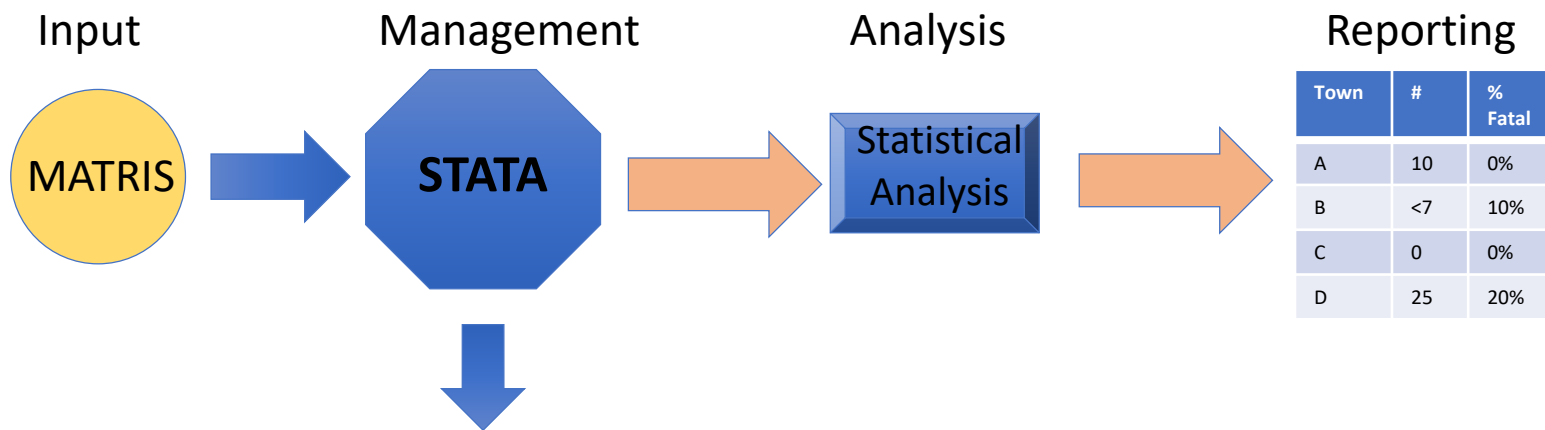 Input
Management
Analysis
Reporting
MATRIS
STATA
Statistical
Analysis
Town # %
Fatal
A 10 0%
B <7 10%
C 0 0%
D 25 20%